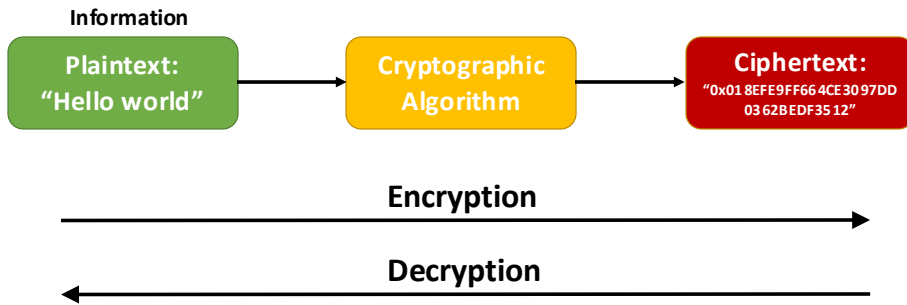 Information
Plaintext:
“Hello world”
Cryptographic
Algorithm
Ciphertext:
“0x018EFE9FF664CE3097DD
0362BEDF3512”
Encryption
Decryption